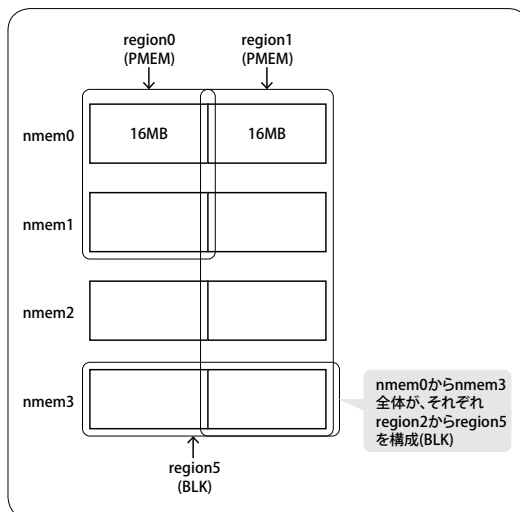 region0
(PMEM)
region1
(PMEM)
nmem0
16MB
16MB
nmem1
nmem2
nmem3
nmem0からnmem3
全体が、それぞれ
region2からregion5
を構成(BLK)
region5
(BLK)